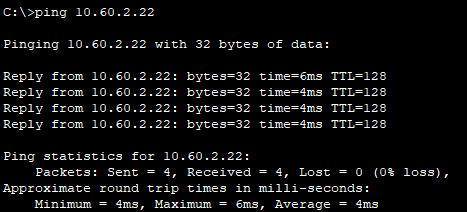 C:\>ping 10.60.2.22
Pinging 10.60.2.22 with 32 bytes of data:
Reply from 10.60.2.22: bytes=32 time=6ms TTL=128
Reply from 10.60.2.22: bytes=32 time=4ms TTL=128
Reply from 10.60.2.22: bytes=32 time=4ms TTL=128
Reply from 10.60.2.22: bytes=32 time=4ms TTL=128
Ping statistics for 10.60.2.22:
    Packets: Sent = 4, Received = 4, Lost = 0 (0% loss),
Approximate round trip times in milli-seconds:
    Minimum = 4ms, Maximum = 6ms, Average = 4ms